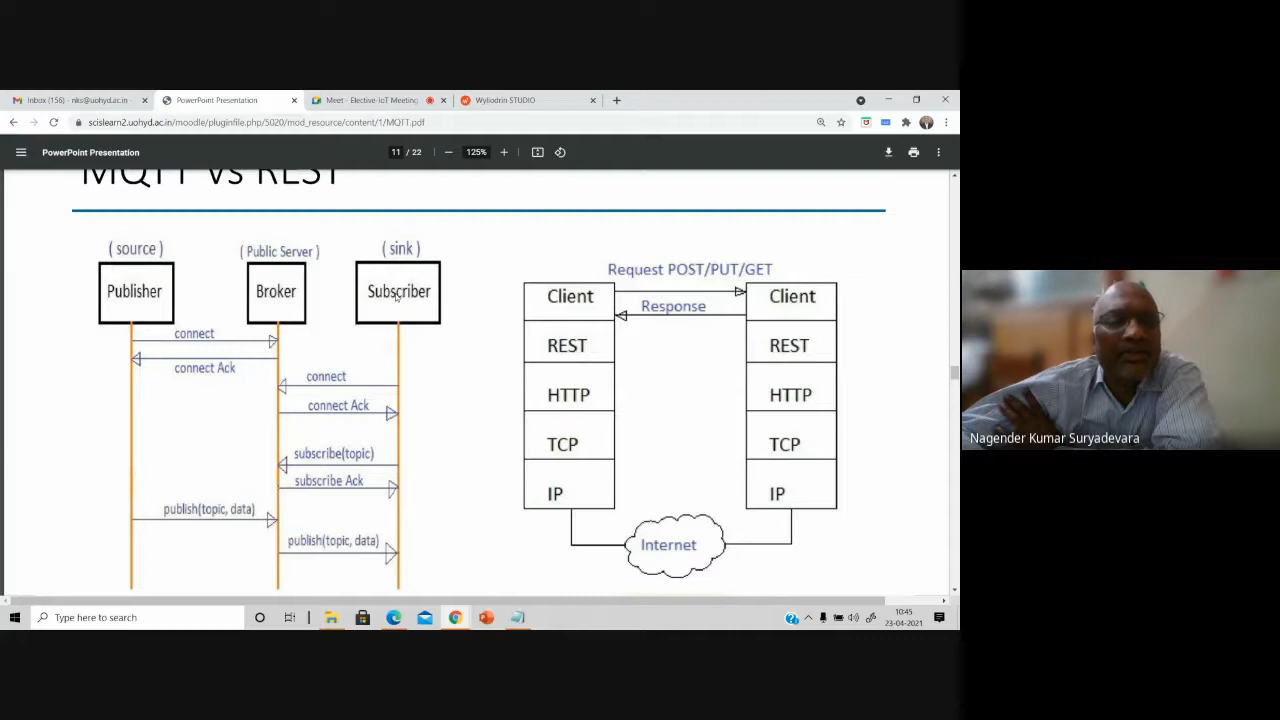 Inbox (156) - nks@uohyd.ac.in -
PowerPoint Presentation
Meet - Elective-IoT Meeting
Wyliodrin STUDIO
scislearn2.uohyd.ac.in/moodle/pluginfile.php/5020/mod_resource/content/1/MQTT.pdf
PowerPoint Presentation
11 / 22
125%
MQTT Vs REST
( source )
( Public Server )
( sink )
Publisher
Broker
Subscriber
connect
connect Ack
connect
connect Ack
subscribe(topic)
subscribe Ack
publish(topic, data)
publish(topic, data)
Request POST/PUT/GET
Response
Client
Client
REST
REST
HTTP
HTTP
TCP
TCP
IP
IP
Internet
Nagender Kumar Suryadevara
Type here to search
10:45
23-04-2021